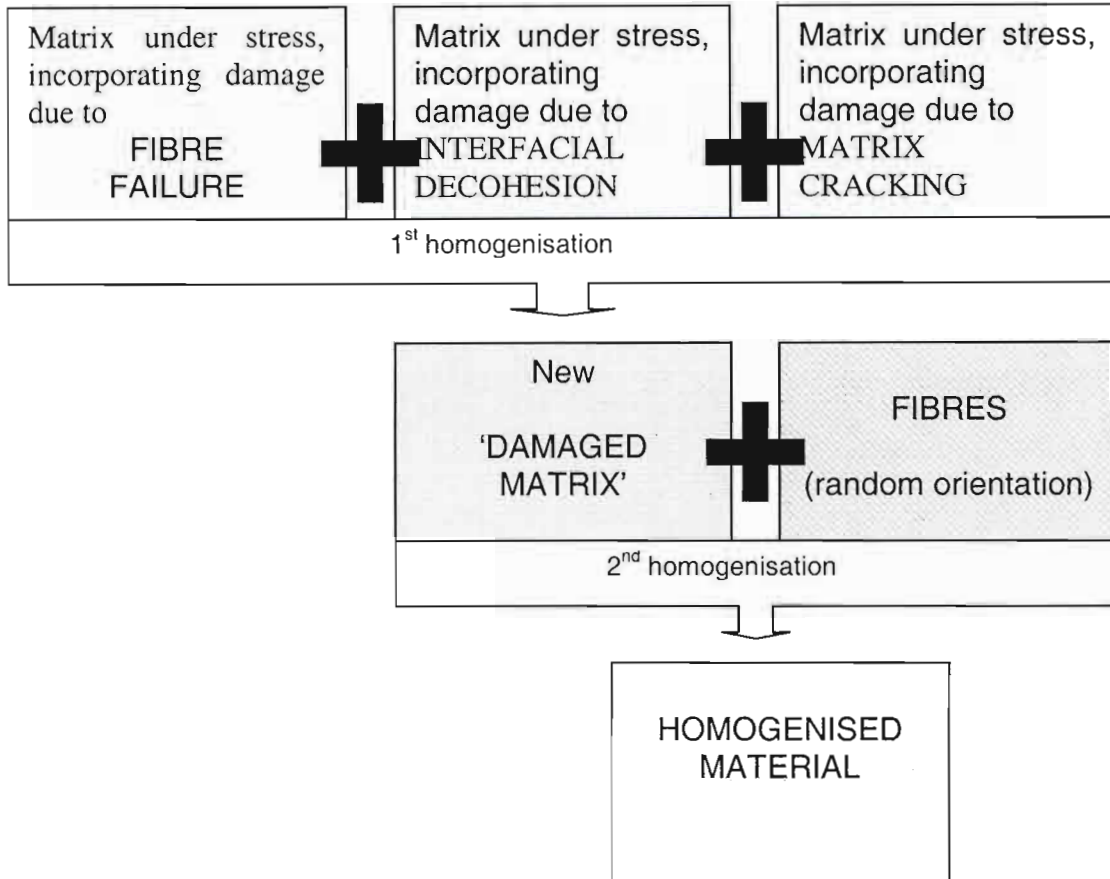 Matrix under stress,
incorporating damage
due to
FIBRE
FAILURE
Matrix under stress,
incorporating
damage due to
INTERFACIAL
DECOHESION
Matrix under stress,
incorporating
damage due to
MATRIX
CRACKING
1st homogenisation
New
‘DAMAGED
MATRIX’
FIBRES
(random orientation)
2nd homogenisation
HOMOGENISED
MATERIAL